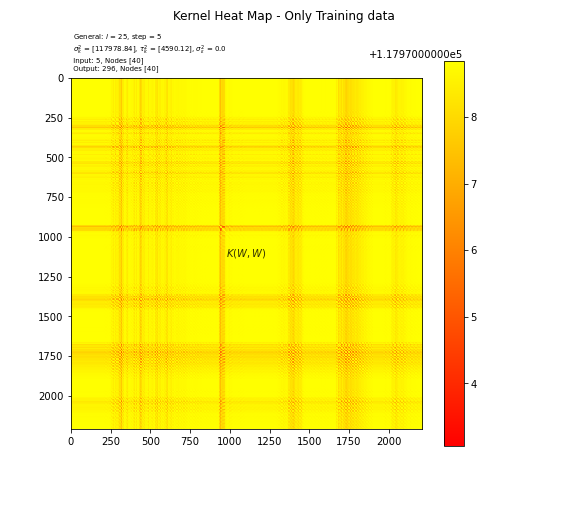 Kernel Heat Map - Only Training data
General: l = 25, step = 5
σ_k^2 = [117978.84], τ_k^2 = [4590.12], σ_ε^2 = 0.0
Input: 5, Nodes [40]
Output: 296, Nodes [40]
+1.1797000000e5
0
250
500
750
1000
1250
1500
1750
2000
K(W, W)
0 250 500 750 1000 1250 1500 1750 2000
8
7
6
5
4